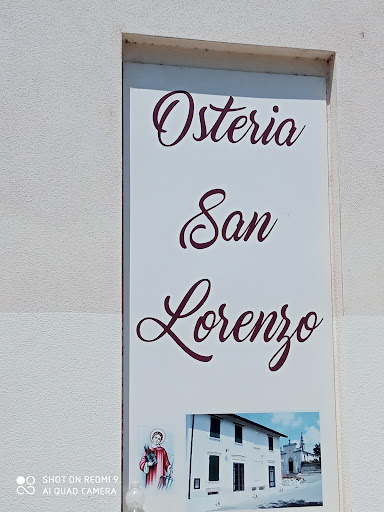 Osteria
San
Lorenzo
SHOT ON REDMI 9
AI QUAD CAMERA